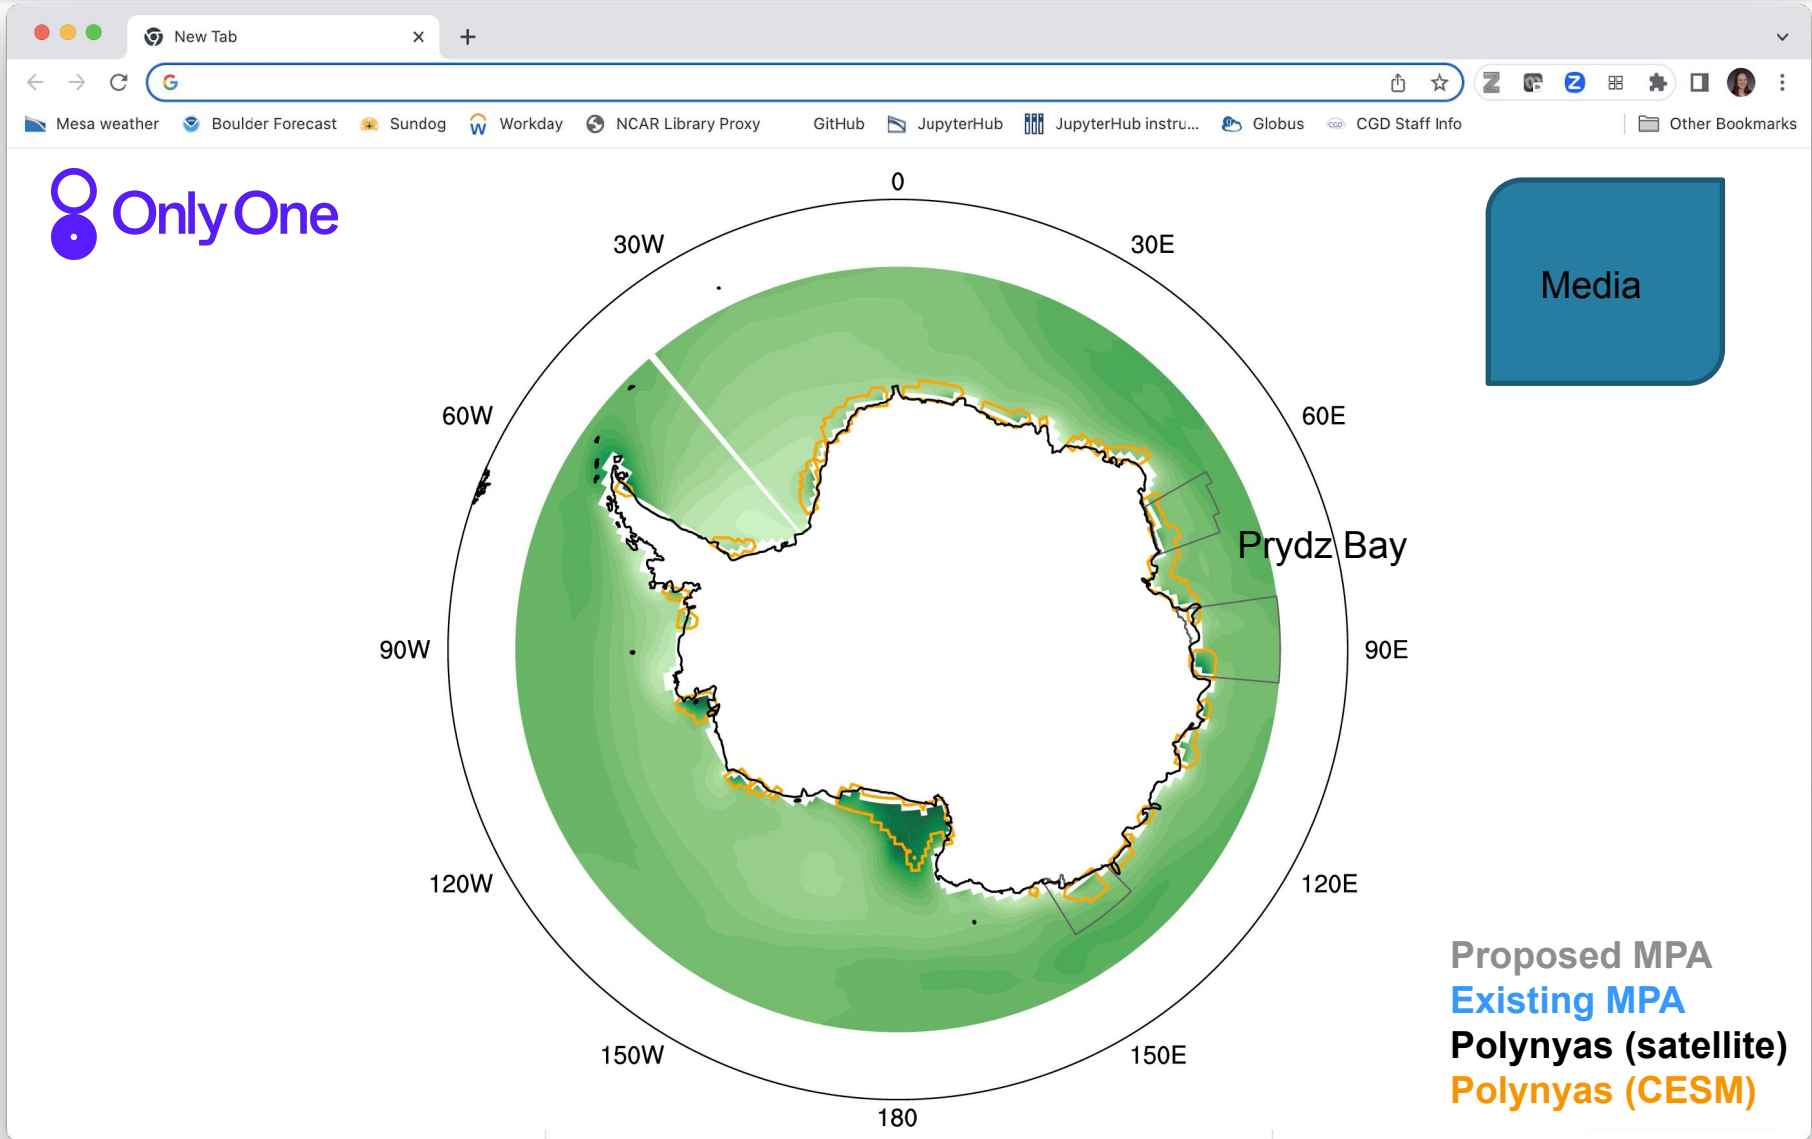 New Tab
Mesa weather
Boulder Forecast
Sundog
Workday
NCAR Library Proxy
GitHub
JupyterHub
JupyterHub instru...
Globus
CGD Staff Info
Other Bookmarks
Only One
Media
0
30W
30E
60W
60E
Prydz Bay
90W
90E
120W
120E
150W
150E
180
Proposed MPA
Existing MPA
Polynyas (satellite)
Polynyas (CESM)